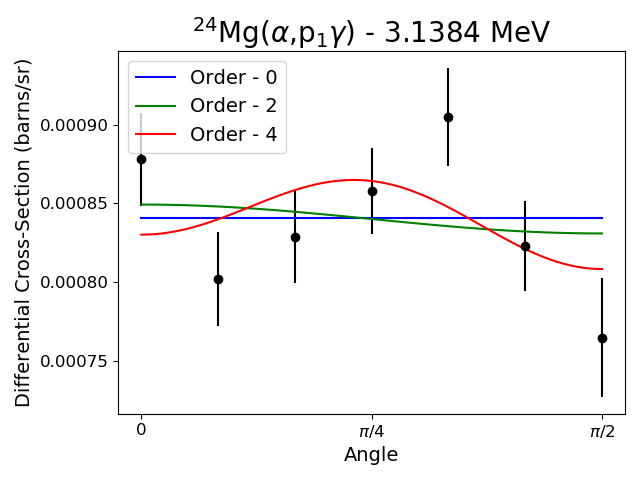 ²⁴Mg(α,p₁γ) - 3.1384 MeV
Differential Cross-Section (barns/sr)
Order - 0
Order - 2
Order - 4
0.00090
0.00085
0.00080
0.00075
0 π/4 π/2
Angle